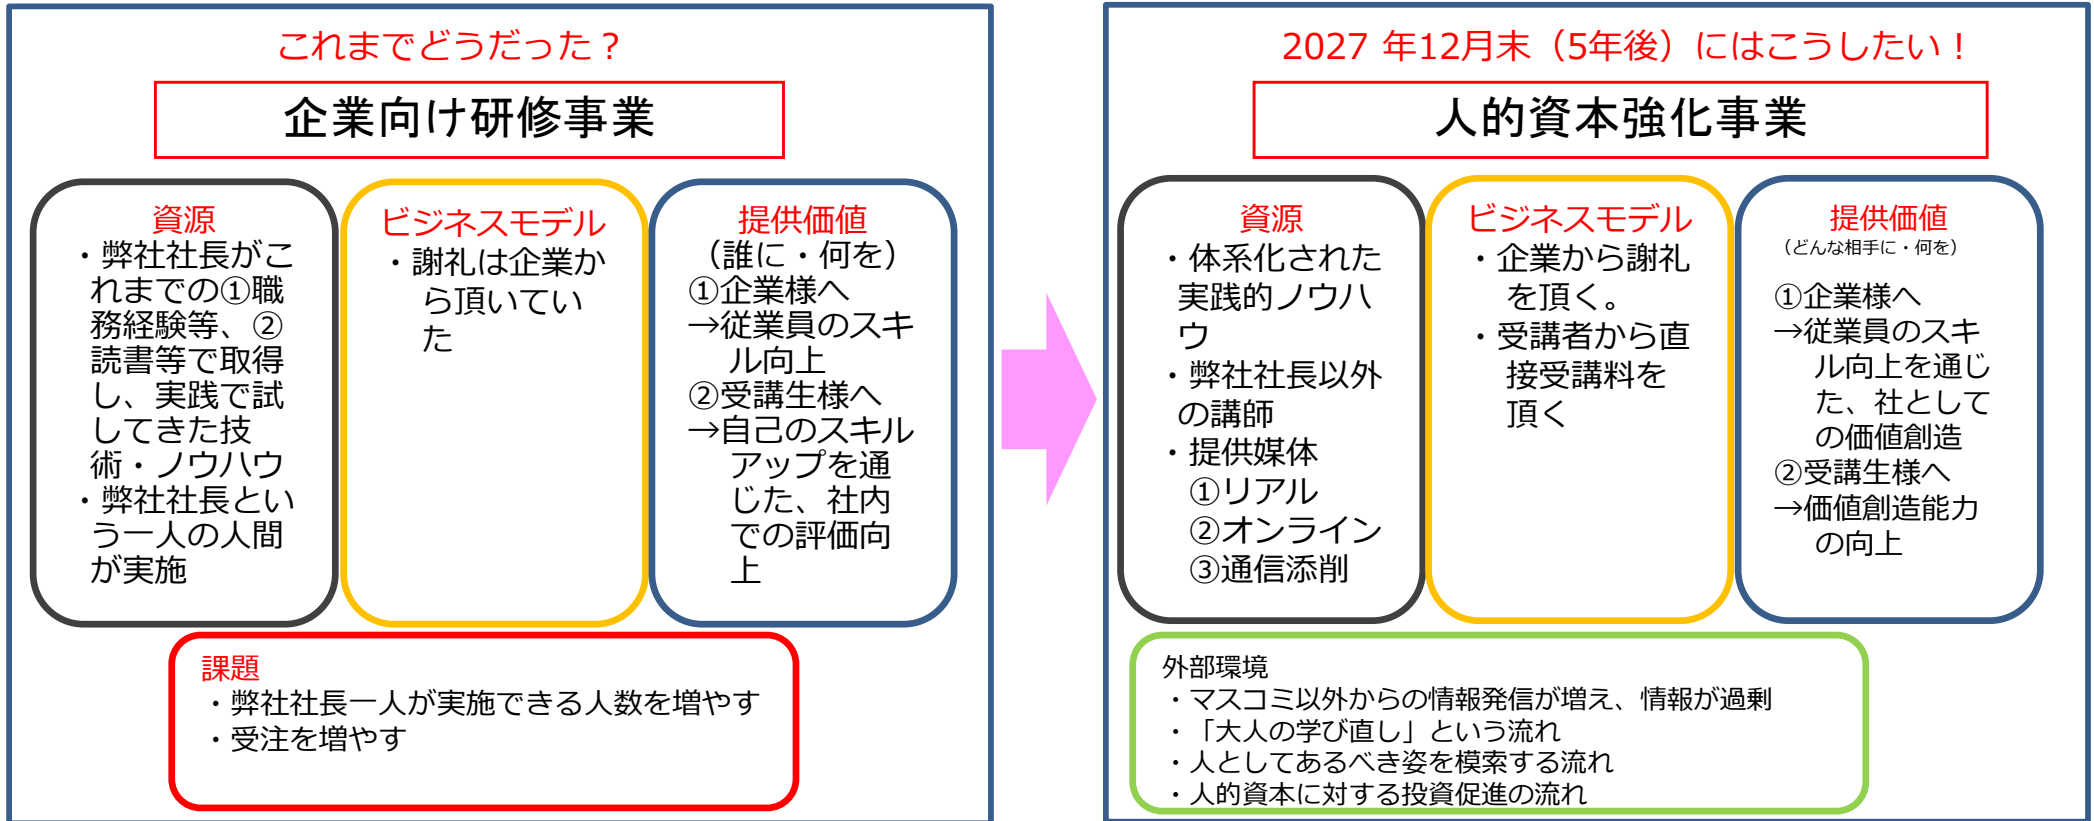 これまでどうだった？
企業向け研修事業
資源
・弊社社長がこ
れまでの①職
務経験等、②
読書等で取得
し、実践で試
してきた技
術・ノウハウ
・弊社社長とい
う一人の人間
が実施
ビジネスモデル
・謝礼は企業か
ら頂いてい
た
提供価値
（誰に・何を）
①企業様へ
→従業員のスキ
ル向上
②受講生様へ
→自己のスキル
アップを通
じた、社内
での評価向
上
課題
・弊社社長一人が実施できる人数を増やす
・受注を増やす
2027 年12月末（5年後）にはこうしたい！
人的資本強化事業
資源
・体系化された
実践的ノウハ
ウ
・弊社社長以外
の講師
・提供媒体
①リアル
②オンライン
③通信添削
ビジネスモデル
・企業から謝礼
を頂く。
・受講者から直
接受講料を
頂く
提供価値
（どんな相手に・何を）
①企業様へ
→従業員のスキ
ル向上を通じ
た、社として
の価値創造
②受講生様へ
→価値創造能力
の向上
外部環境
・マスコミ以外からの情報発信が増え、情報が過剰
・「大人の学び直し」という流れ
・人としてあるべき姿を模索する流れ
・人的資本に対する投資促進の流れ